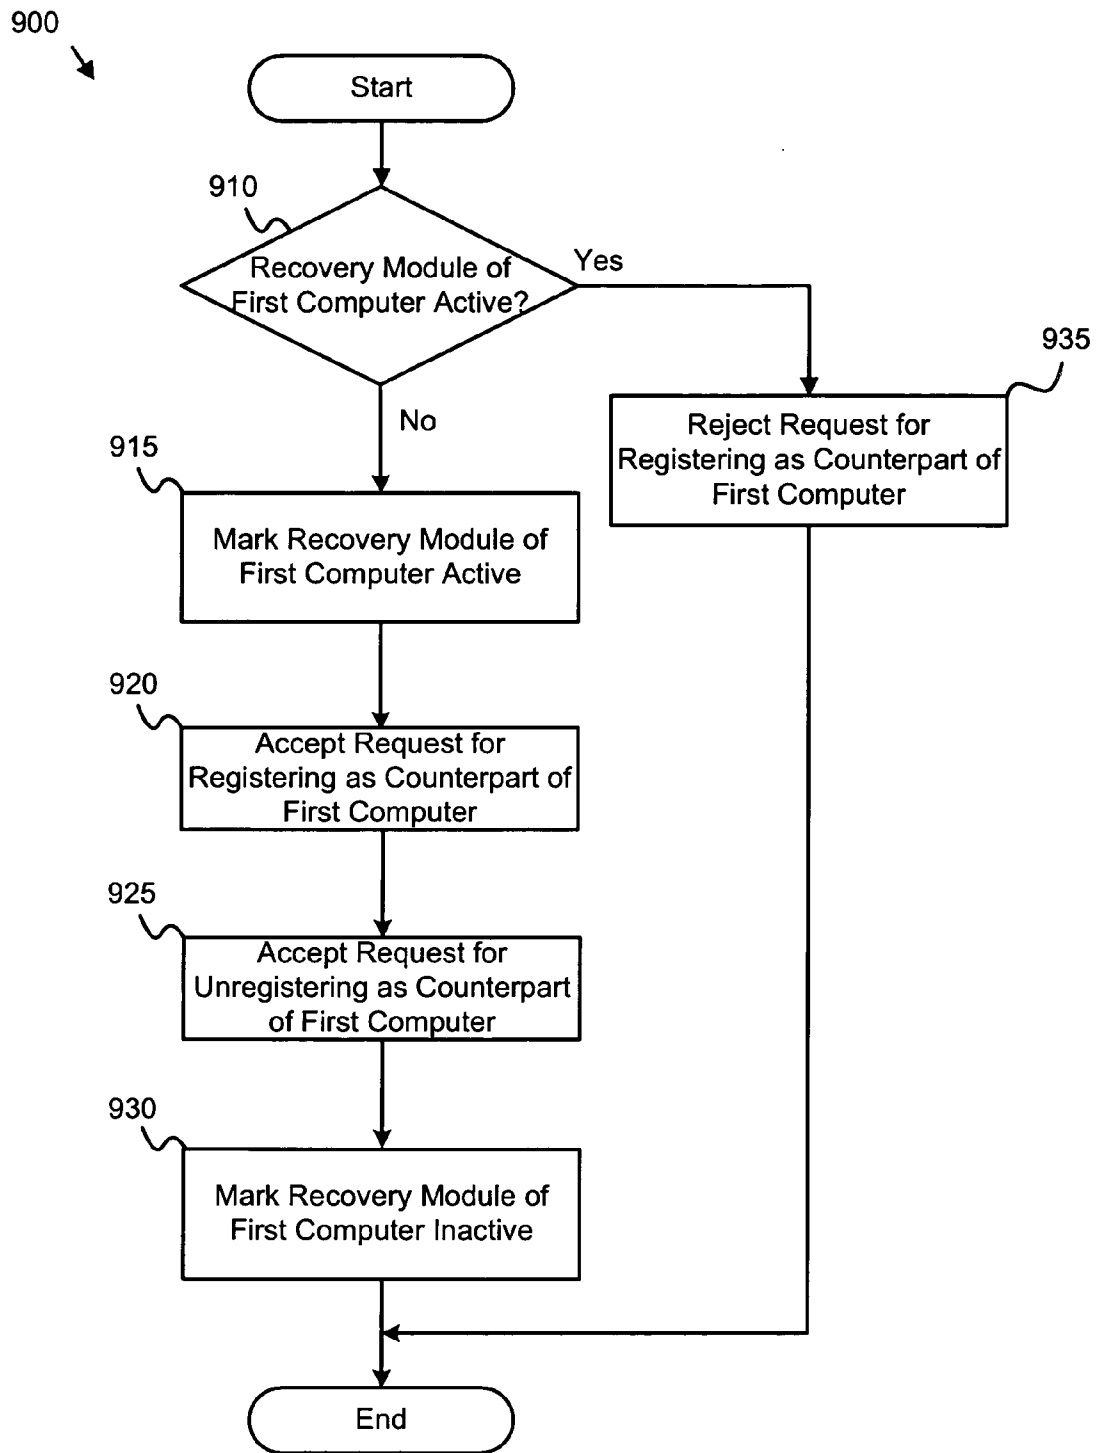 900
Start
910
Recovery Module of
First Computer Active?
Yes
No
935
Reject Request for
Registering as Counterpart of
First Computer
915
Mark Recovery Module of
First Computer Active
920
Accept Request for
Registering as Counterpart of
First Computer
925
Accept Request for
Unregistering as Counterpart
of First Computer
930
Mark Recovery Module of
First Computer Inactive
End